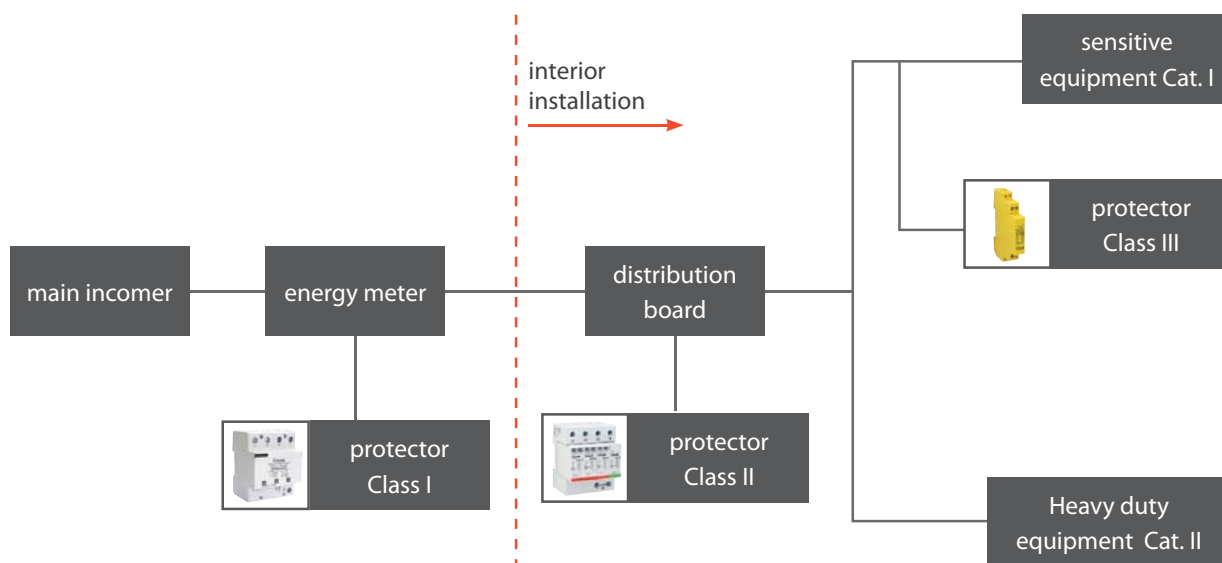 sensitive
equipment Cat. I
interior
installation
protector
Class III
main incomer
energy meter
distribution
board
protector
Class I
protector
Class II
Heavy duty
equipment Cat. II